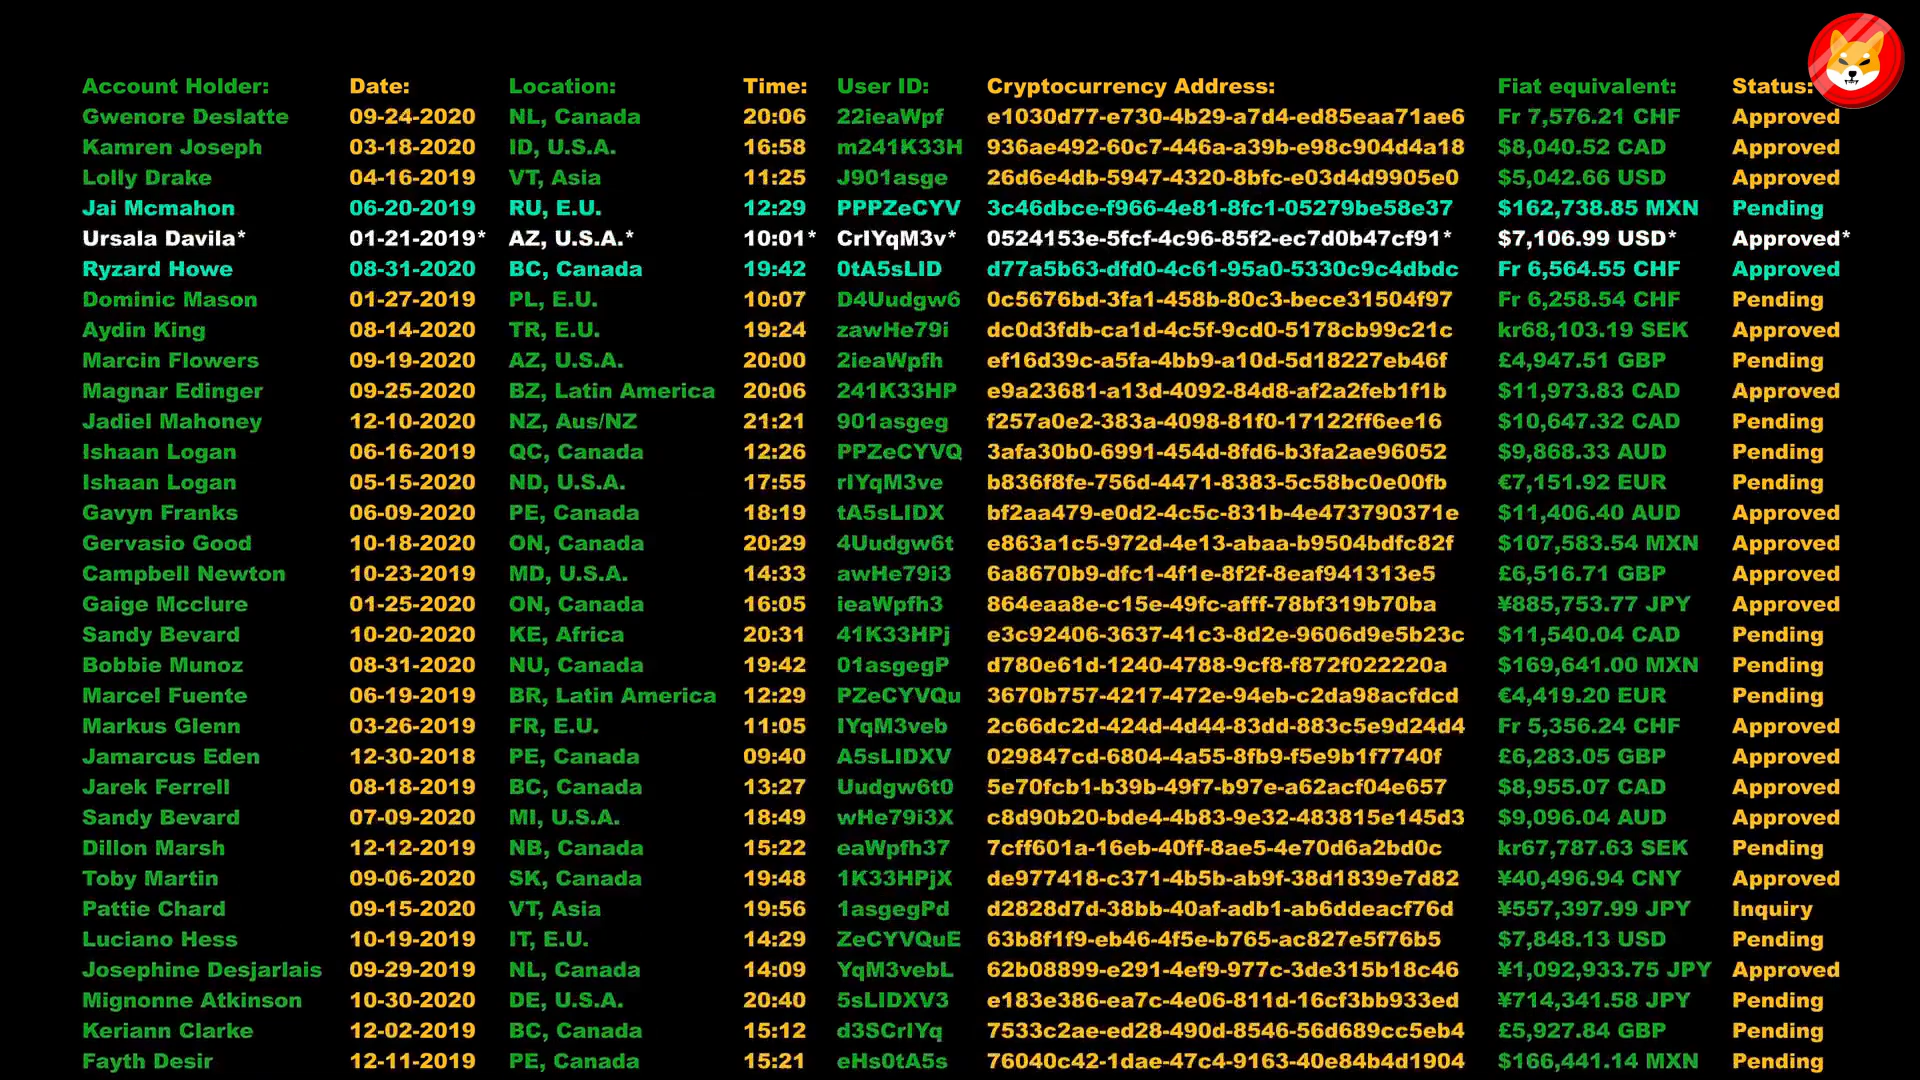 Account Holder: Date: Location: Time: User ID: Cryptocurrency Address: Fiat equivalent: Status:
Gwenore Deslatte 09-24-2020 NL, Canada 20:06 22ieaWpf e1030d77-e730-4b29-a7d4-ed85eaa71ae6 Fr 7,576.21 CHF Approved
Kamren Joseph 03-18-2020 ID, U.S.A. 16:58 m241K33H 936ae492-60c7-446a-a39b-e98c904d4a18 $8,040.52 CAD Approved
Lolly Drake 04-16-2019 VT, Asia 11:25 J901asge 26d6e4db-5947-4320-8bfc-e03d4d9905e0 $5,042.66 USD Approved
Jai Mcmahon 06-20-2019 RU, E.U. 12:29 PPPZeCYV 3c46dbce-f966-4e81-8fc1-05279be58e37 $162,738.85 MXN Pending
Ursala Davila* 01-21-2019* AZ, U.S.A.* 10:01* CrIYqM3v* 0524153e-5fcf-4c96-85f2-ec7d0b47cf91* $7,106.99 USD* Approved*
Ryzard Howe 08-31-2020 BC, Canada 19:42 0tA5sLID d77a5b63-dfd0-4c61-95a0-5330c9c4dbdc Fr 6,564.55 CHF Approved
Dominic Mason 01-27-2019 PL, E.U. 10:07 D4Uudgw6 0c5676bd-3fa1-458b-80c3-bece31504f97 Fr 6,258.54 CHF Pending
Aydin King 08-14-2020 TR, E.U. 19:24 zawHe79i dc0d3fdb-ca1d-4c5f-9cd0-5178cb99c21c kr68,103.19 SEK Approved
Marcin Flowers 09-19-2020 AZ, U.S.A. 20:00 2ieaWpfh ef16d39c-a5fa-4bb9-a10d-5d18227eb46f £4,947.51 GBP Pending
Magnar Edinger 09-25-2020 BZ, Latin America 20:06 241K33HP e9a23681-a13d-4092-84d8-af2a2feb1f1b $11,973.83 CAD Approved
Jadiel Mahoney 12-10-2020 NZ, Aus/NZ 21:21 901asgeg f257a0e2-383a-4098-81f0-17122ff6ee16 $10,647.32 CAD Pending
Ishaan Logan 06-16-2019 QC, Canada 12:26 PPZeCYVQ 3afa30b0-6991-454d-8fd6-b3fa2ae96052 $9,868.33 AUD Pending
Ishaan Logan 05-15-2020 ND, U.S.A. 17:55 rIYqM3ve b836f8fe-756d-4471-8383-5c58bc0e00fb €7,151.92 EUR Pending
Gavyn Franks 06-09-2020 PE, Canada 18:19 tA5sLIDX bf2aa479-e0d2-4c5c-831b-4e473790371e $11,406.40 AUD Approved
Gervasio Good 10-18-2020 ON, Canada 20:29 4Uudgw6t e863a1c5-972d-4e13-abaa-b9504bdfc82f $107,583.54 MXN Approved
Campbell Newton 10-23-2019 MD, U.S.A. 14:33 awHe79i3 6a8670b9-dfc1-4f1e-8f2f-8eaf941313e5 £6,516.71 GBP Approved
Gaige Mcclure 01-25-2020 ON, Canada 16:05 ieaWpfh3 864eaa8e-c15e-49fc-afff-78bf319b70ba ¥885,753.77 JPY Approved
Sandy Bevard 10-20-2020 KE, Africa 20:31 41K33HPj e3c92406-3637-41c3-8d2e-9606d9e5b23c $11,540.04 CAD Pending
Bobbie Munoz 08-31-2020 NU, Canada 19:42 01asgegP d780e61d-1240-4788-9cf8-f872f022220a $169,641.00 MXN Pending
Marcel Fuente 06-19-2019 BR, Latin America 12:29 PZeCYVQu 3670b757-4217-472e-94eb-c2da98acfdcd €4,419.20 EUR Pending
Markus Glenn 03-26-2019 FR, E.U. 11:05 IYqM3veb 2c66dc2d-424d-4d44-83dd-883c5e9d24d4 Fr 5,356.24 CHF Approved
Jamarcus Eden 12-30-2018 PE, Canada 09:40 A5sLIDXV 029847cd-6804-4a55-8fb9-f5e9b1f7740f £6,283.05 GBP Approved
Jarek Ferrell 08-18-2019 BC, Canada 13:27 Uudgw6t0 5e70fcb1-b39b-49f7-b97e-a62acf04e657 $8,955.07 CAD Approved
Sandy Bevard 07-09-2020 MI, U.S.A. 18:49 wHe79i3X c8d90b20-bde4-4b83-9e32-483815e145d3 $9,096.04 AUD Approved
Dillon Marsh 12-12-2019 NB, Canada 15:22 eaWpfh37 7cff601a-16eb-40ff-8ae5-4e70d6a2bd0c kr67,787.63 SEK Pending
Toby Martin 09-06-2020 SK, Canada 19:48 1K33HPjX de977418-c371-4b5b-ab9f-38d1839e7d82 ¥40,496.94 CNY Approved
Pattie Chard 09-15-2020 VT, Asia 19:56 1asgegPd d2828d7d-38bb-40af-adb1-ab6ddeacf76d ¥557,397.99 JPY Inquiry
Luciano Hess 10-19-2019 IT, E.U. 14:29 ZeCYVQuE 63b8f1f9-eb46-4f5e-b765-ac827e5f76b5 $7,848.13 USD Pending
Josephine Desjarlais 09-29-2019 NL, Canada 14:09 YqM3vebL 62b08899-e291-4ef9-977c-3de315b18c46 ¥1,092,933.75 JPY Approved
Mignonne Atkinson 10-30-2020 DE, U.S.A. 20:40 5sLIDXV3 e183e386-ea7c-4e06-811d-16cf3bb933ed ¥714,341.58 JPY Pending
Keriann Clarke 12-02-2019 BC, Canada 15:12 d3SCrIYq 7533c2ae-ed28-490d-8546-56d689cc5eb4 £5,927.84 GBP Pending
Fayth Desir 12-11-2019 PE, Canada 15:21 eHs0tA5s 76040c42-1dae-47c4-9163-40e84b4d1904 $166,441.14 MXN Pending